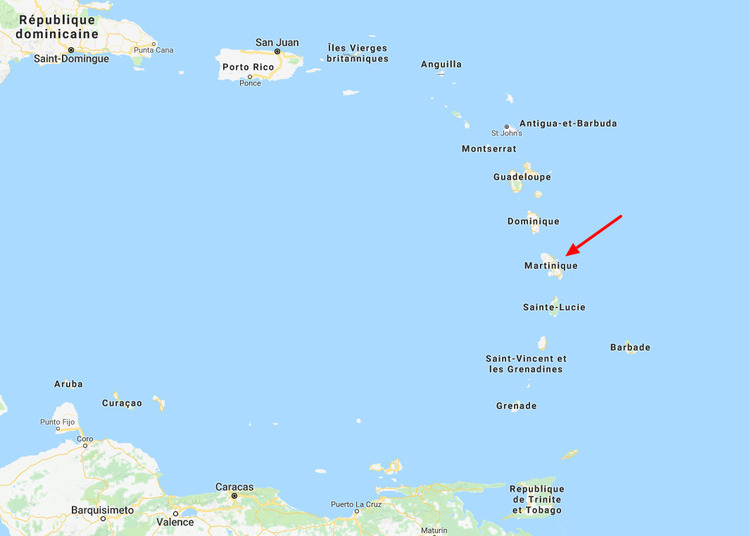 République
dominicaine
Saint-Domingue
Punta Cana
San Juan
Porto Rico
Ponce
Îles Vierges
britanniques
Anguilla
Antigua-et-Barbuda
St John's
Montserrat
Guadeloupe
Dominique
Martinique
Sainte-Lucie
Barbade
Saint-Vincent et
les Grenadines
Grenade
Aruba
Curaçao
Punto Fijo
Coro
Caracas
Barquisimeto
Valence
Puerto La Cruz
Maturin
Republique
de Trinite
et Tobago